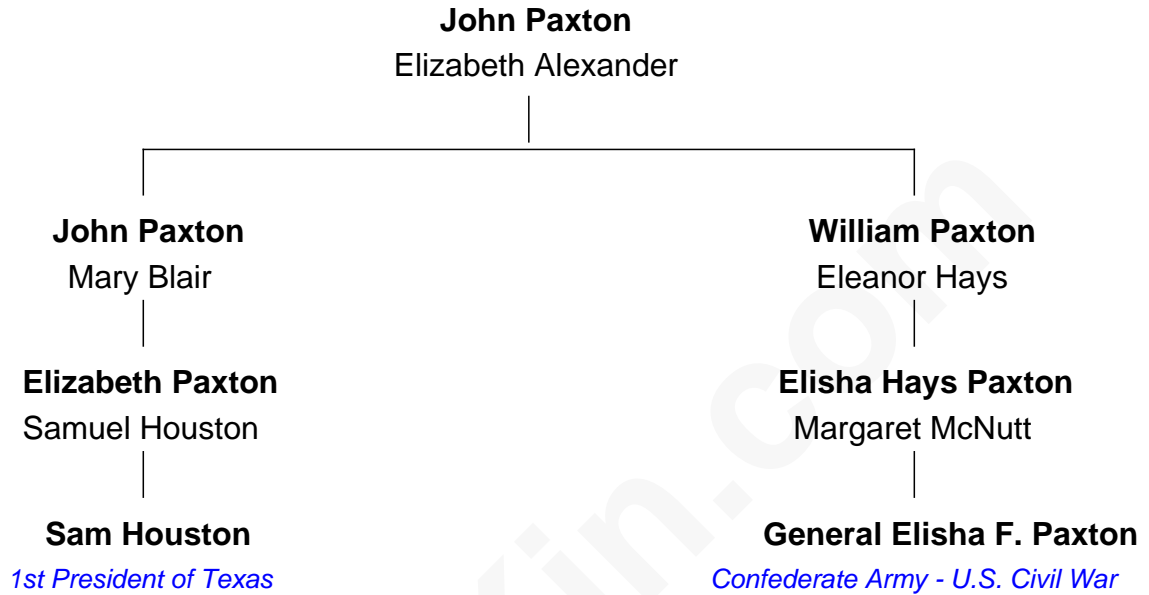 John Paxton
Elizabeth Alexander
John Paxton
Mary Blair
William Paxton
Eleanor Hays
Elizabeth Paxton
Samuel Houston
Elisha Hays Paxton
Margaret McNutt
Sam Houston
1st President of Texas
General Elisha F. Paxton
Confederate Army - U.S. Civil War